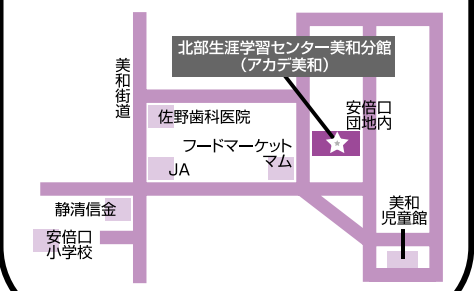 北部生涯学習センター美和分館
（アカデ美和）
美和街道
安倍口
団地内
佐野歯科医院
フードマーケット
マム
JA
静清信金
美和
児童館
安倍口
小学校